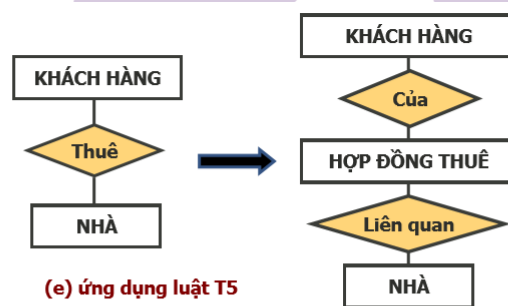 KHÁCH HÀNG
Thuê
NHÀ
(e) ứng dụng luật T5
KHÁCH HÀNG
Của
HỢP ĐỒNG THUÊ
Liên quan
NHÀ